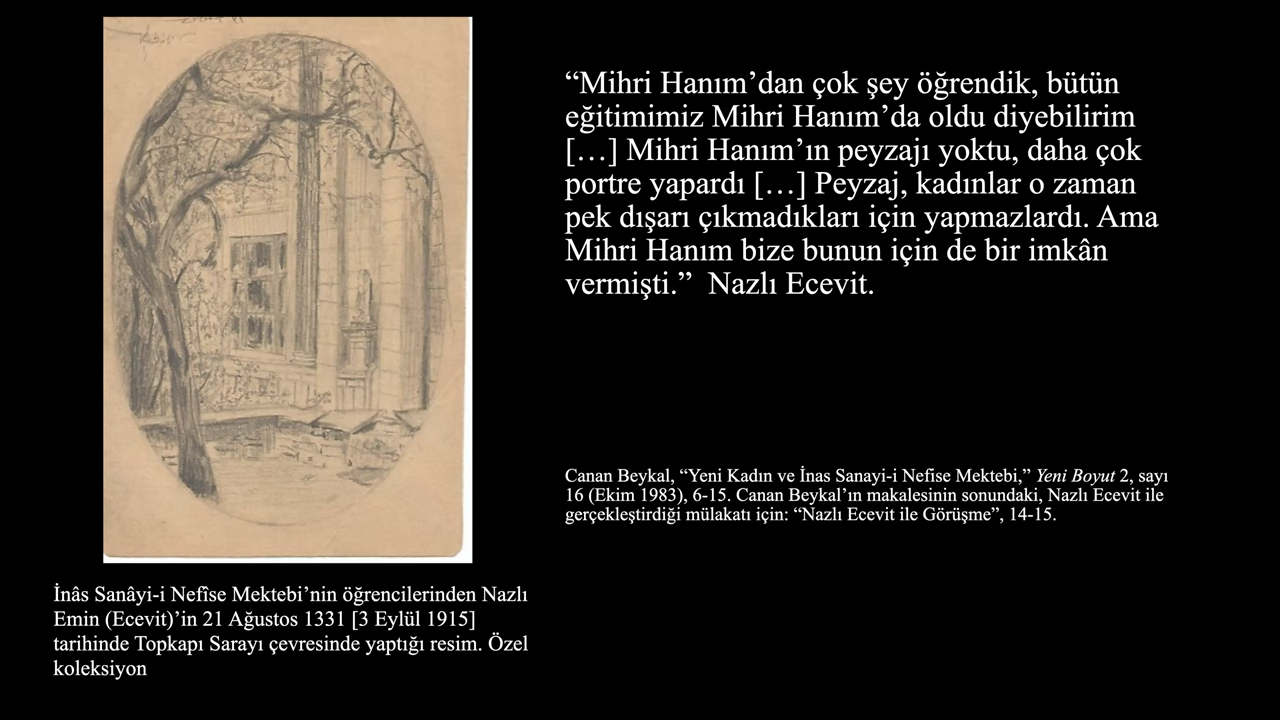 “Mihri Hanım’dan çok şey öğrendik, bütün
eğitimimiz Mihri Hanım’da oldu diyebilirim
[…] Mihri Hanım’ın peyzajı yoktu, daha çok
portre yapardı […] Peyzaj, kadınlar o zaman
pek dışarı çıkmadıkları için yapmazlardı. Ama
Mihri Hanım bize bunun için de bir imkân
vermişti.”  Nazlı Ecevit.
Canan Beykal, “Yeni Kadın ve İnas Sanayi-i Nefise Mektebi,” Yeni Boyut 2, sayı
16 (Ekim 1983), 6-15. Canan Beykal’ın makalesinin sonundaki, Nazlı Ecevit ile
gerçekleştirdiği mülakatı için: “Nazlı Ecevit ile Görüşme”, 14-15.
İnâs Sanâyi-i Nefîse Mektebi’nin öğrencilerinden Nazlı
Emin (Ecevit)’in 21 Ağustos 1331 [3 Eylül 1915]
tarihinde Topkapı Sarayı çevresinde yaptığı resim. Özel
koleksiyon